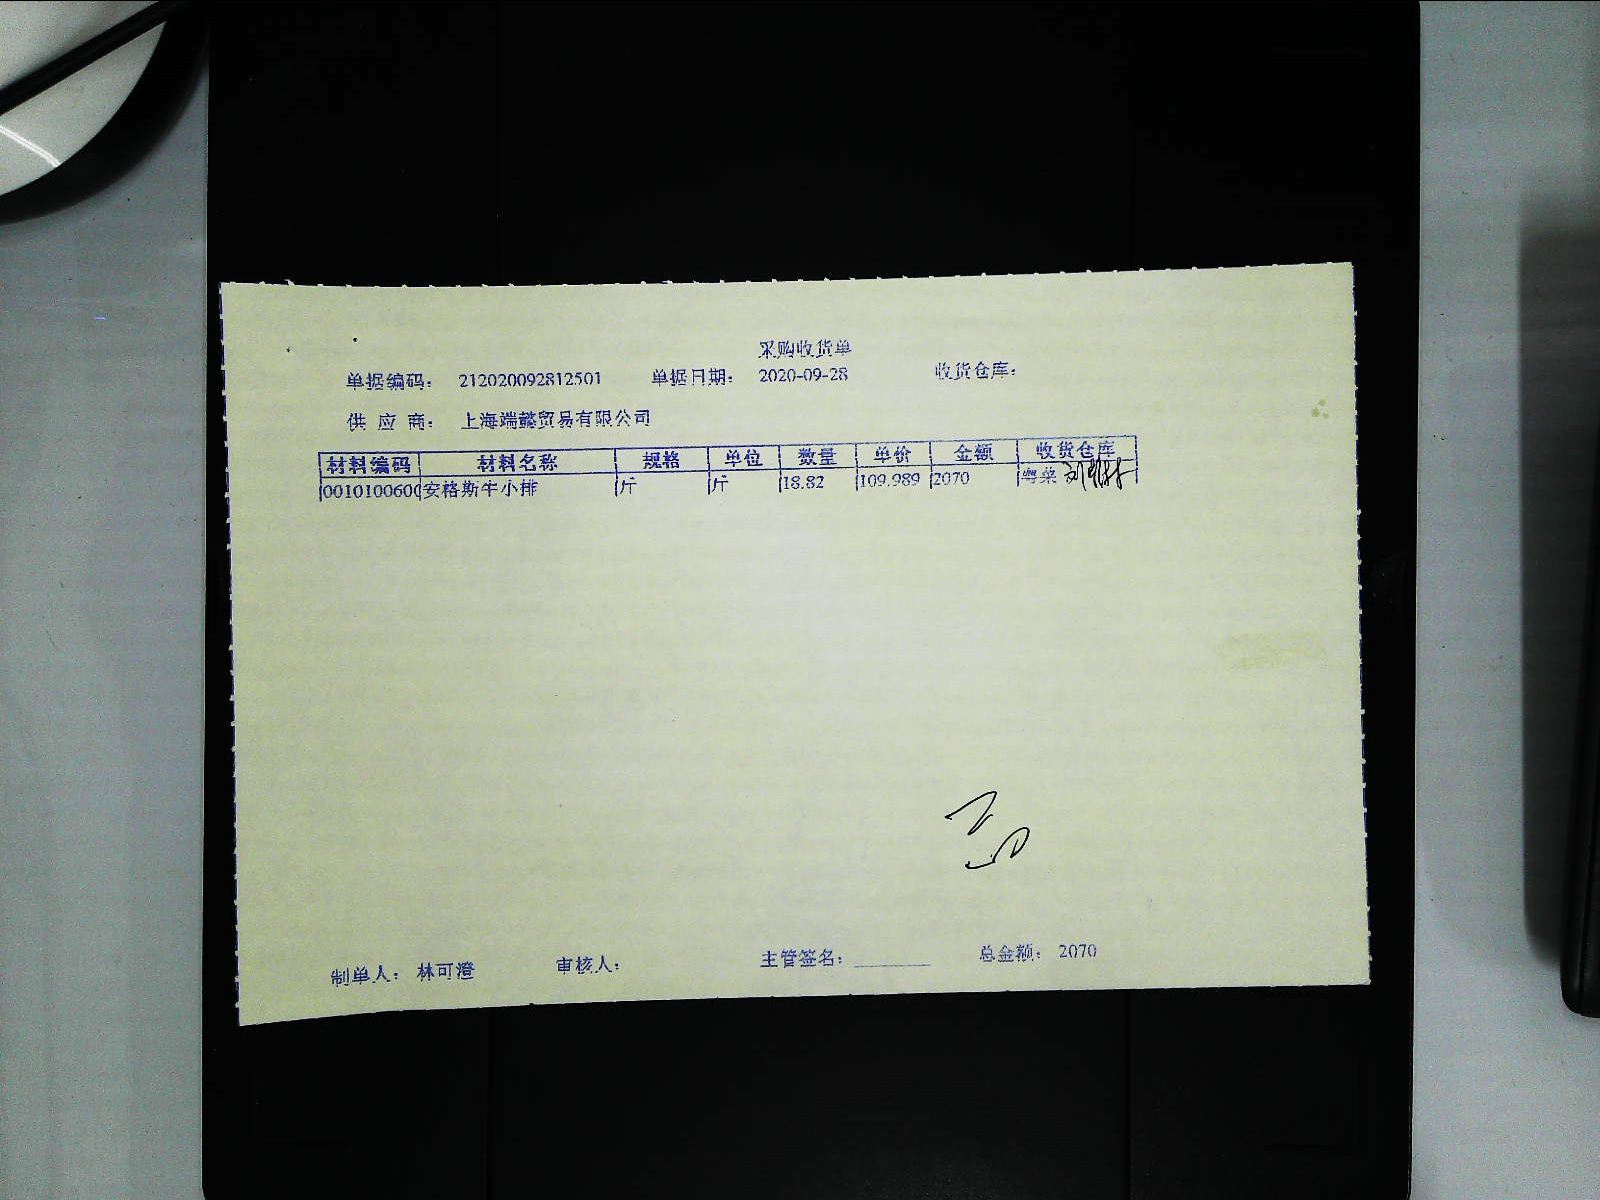 采购收货单
单据编码： 212020092812501 单据日期： 2020-09-28 收货仓库：
供 应 商： 上海端懿贸易有限公司
材料编码 材料名称 规格 单位 数量 单价 金额 收货仓库
0010100600 安格斯牛小排 斤 斤 18.82 109.989 2070 粤菜
制单人： 林可澄 审核人： 主管签名： ________ 总金额： 2070